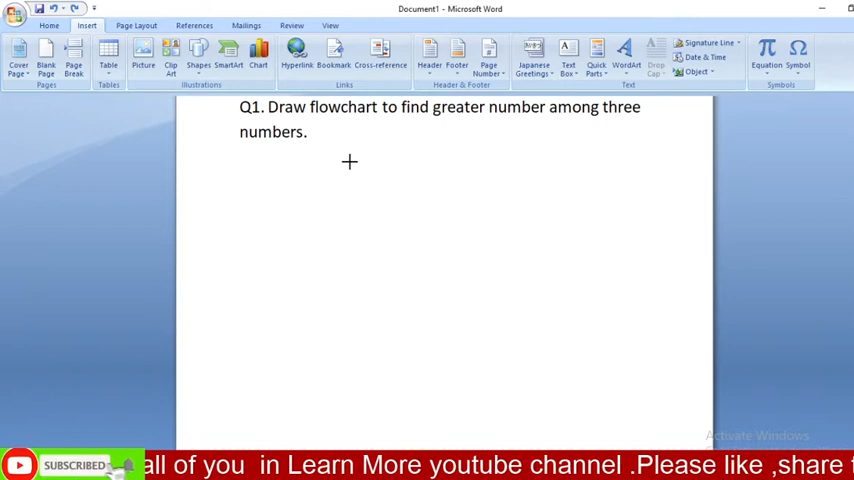 Document1 - Microsoft Word
Home Insert Page Layout References Mailings Review View
Cover Page Blank Page Page Break Table Picture Clip Art Shapes SmartArt Chart Hyperlink Bookmark Cross-reference Header Footer Page Number Japanese Greetings Text Box Quick Parts WordArt Drop Cap Signature Line Date & Time Object Equation Symbol
Pages Tables Illustrations Links Header & Footer Text Symbols
Q1. Draw flowchart to find greater number among three
numbers.
Activate Windows
SUBSCRIBED all of you in Learn More youtube channel .Please like ,share